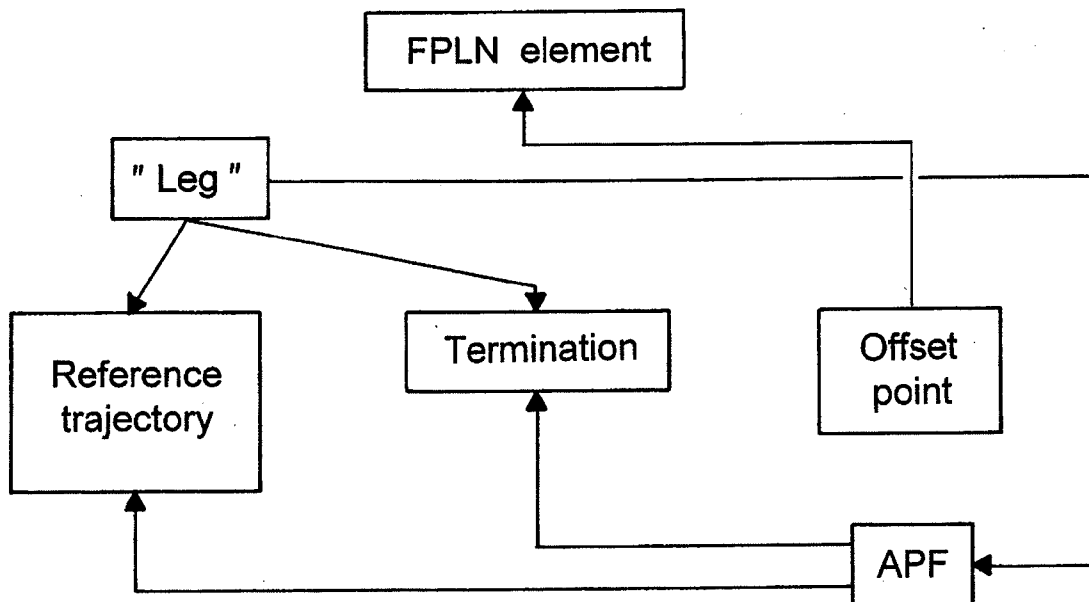 FPLN element
" Leg "
Reference
trajectory
Termination
Offset
point
APF